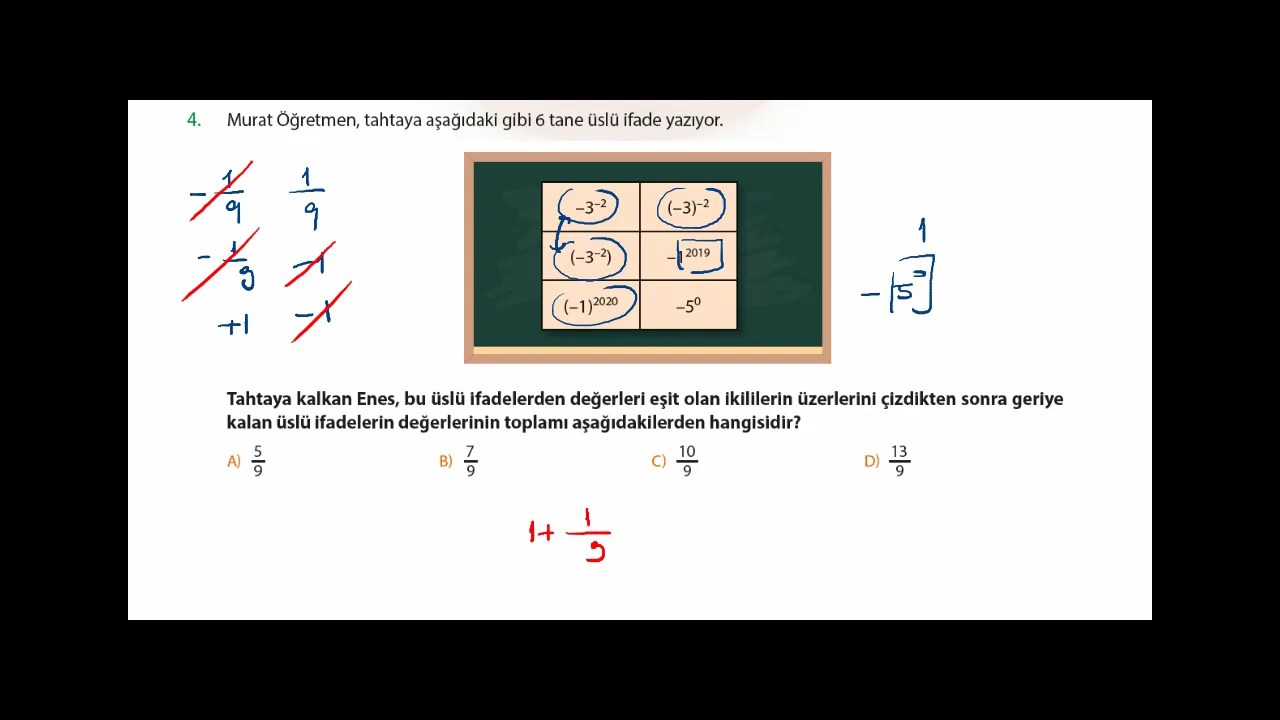 4. Murat Öğretmen, tahtaya aşağıdaki gibi 6 tane üslü ifade yazıyor.
-1/9 1/9
-1/9 -1
+1 -1
–3⁻² (–3)⁻²
(–3⁻²) –1²⁰¹⁹
(–1)²⁰²⁰ –5⁰
1
-5⁰
Tahtaya kalkan Enes, bu üslü ifadelerden değerleri eşit olan ikililerin üzerlerini çizdikten sonra geriye
kalan üslü ifadelerin değerlerinin toplamı aşağıdakilerden hangisidir?
A) 5/9 B) 7/9 C) 10/9 D) 13/9
1+ 1/9